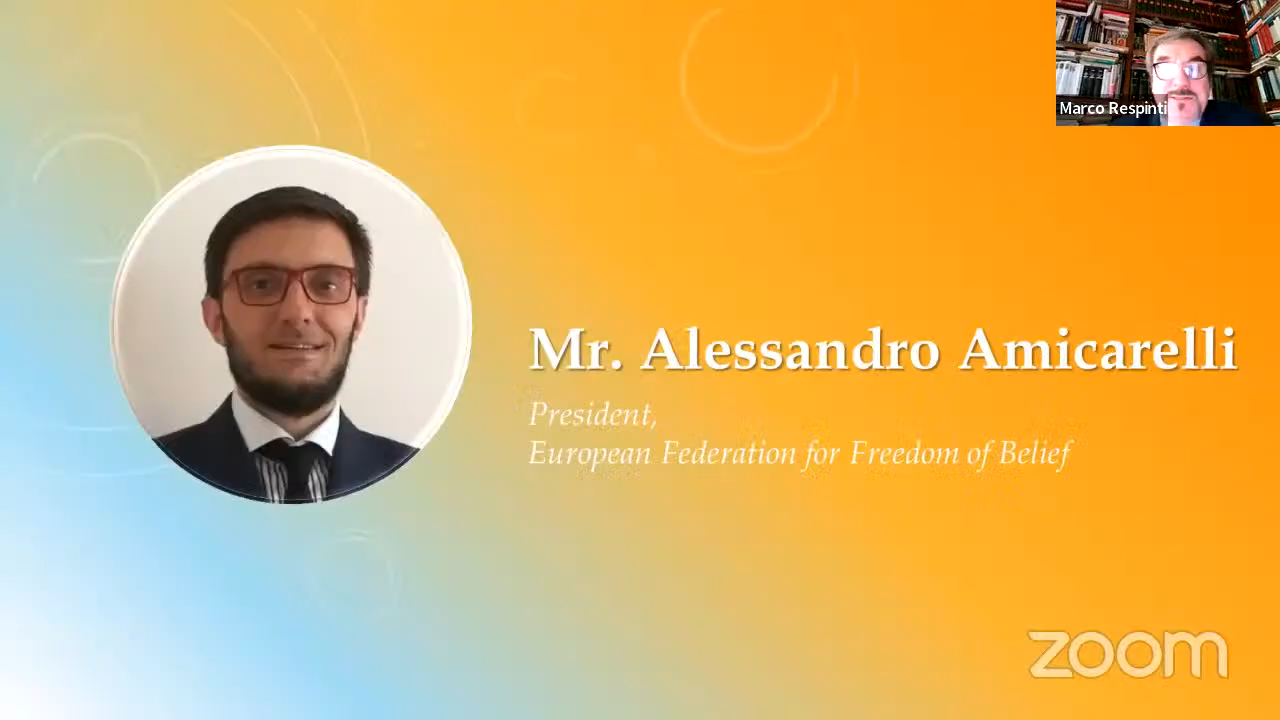 Marco Respinti
Mr. Alessandro Amicarelli
President,
European Federation for Freedom of Belief
zoom